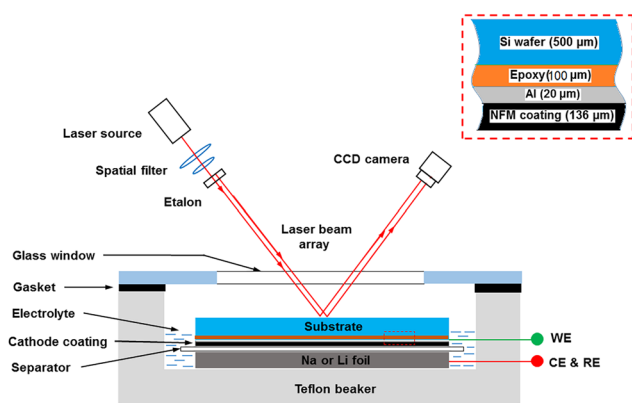 Si wafer (500 µm)
Epoxy(100 µm)
Al (20 µm)
NFM coating (136 µm)
Laser source
Spatial filter
Etalon
CCD camera
Laser beam
array
Glass window
Gasket
Electrolyte
Cathode coating
Separator
Substrate
Na or Li foil
WE
CE & RE
Teflon beaker